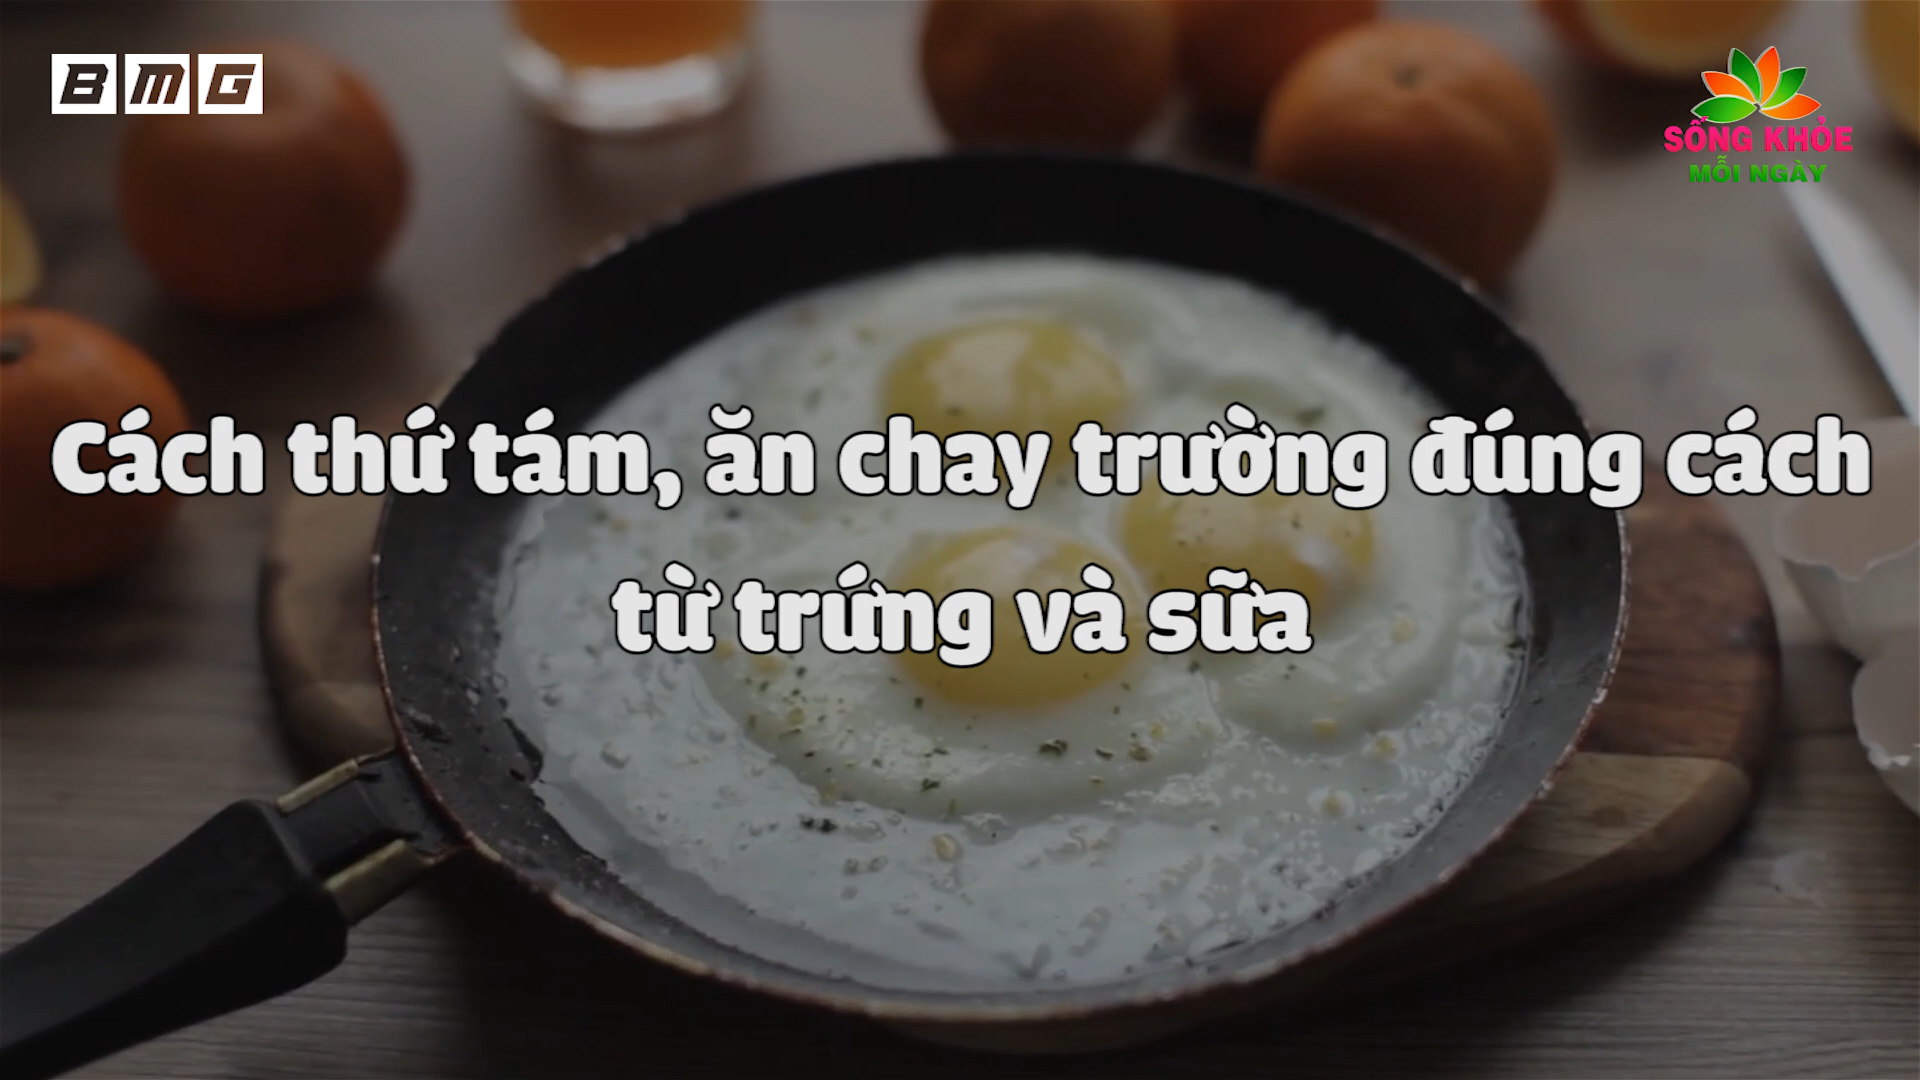 BMG
SỐNG KHỎE
MỖI NGÀY
Cách thứ tám, ăn chay trường đúng cách
từ trứng và sữa